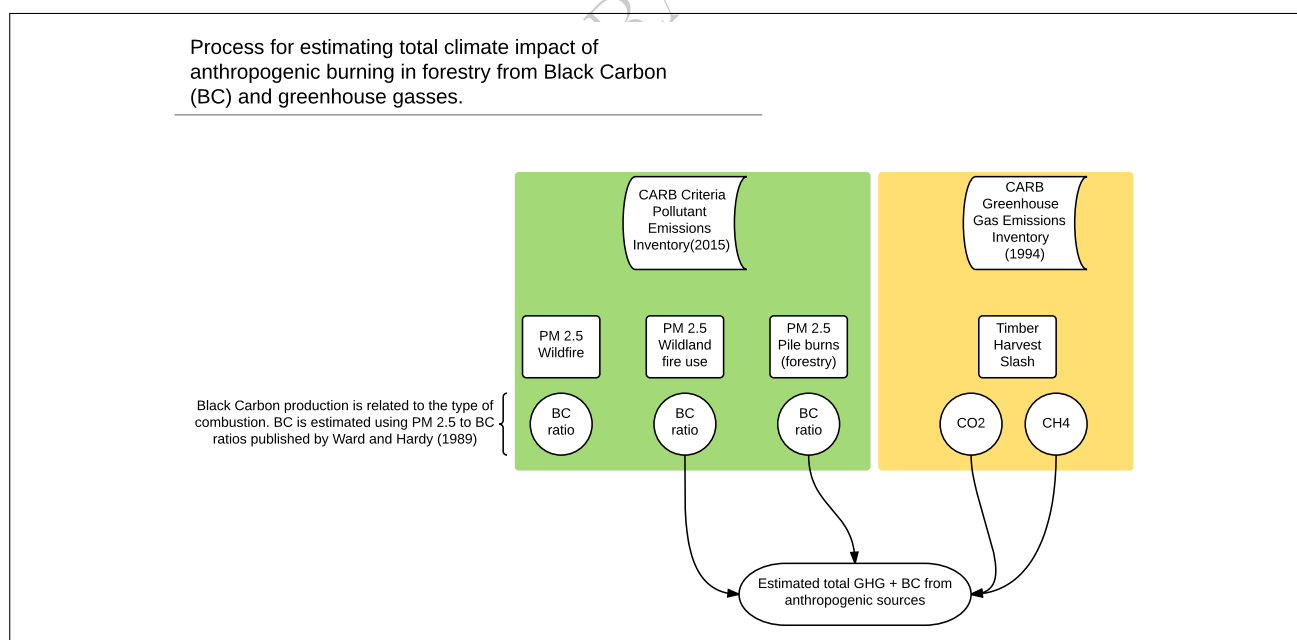 Process for estimating total climate impact of
anthropogenic burning in forestry from Black Carbon
(BC) and greenhouse gasses.
CARB Criteria
Pollutant
Emissions
Inventory(2015)
CARB
Greenhouse
Gas Emissions
Inventory
(1994)
PM 2.5
Wildfire
PM 2.5
Wildland
fire use
PM 2.5
Pile burns
(forestry)
Timber
Harvest
Slash
Black Carbon production is related to the type of
combustion. BC is estimated using PM 2.5 to BC
ratios published by Ward and Hardy (1989)
BC
ratio
BC
ratio
BC
ratio
CO2
CH4
Estimated total GHG + BC from
anthropogenic sources